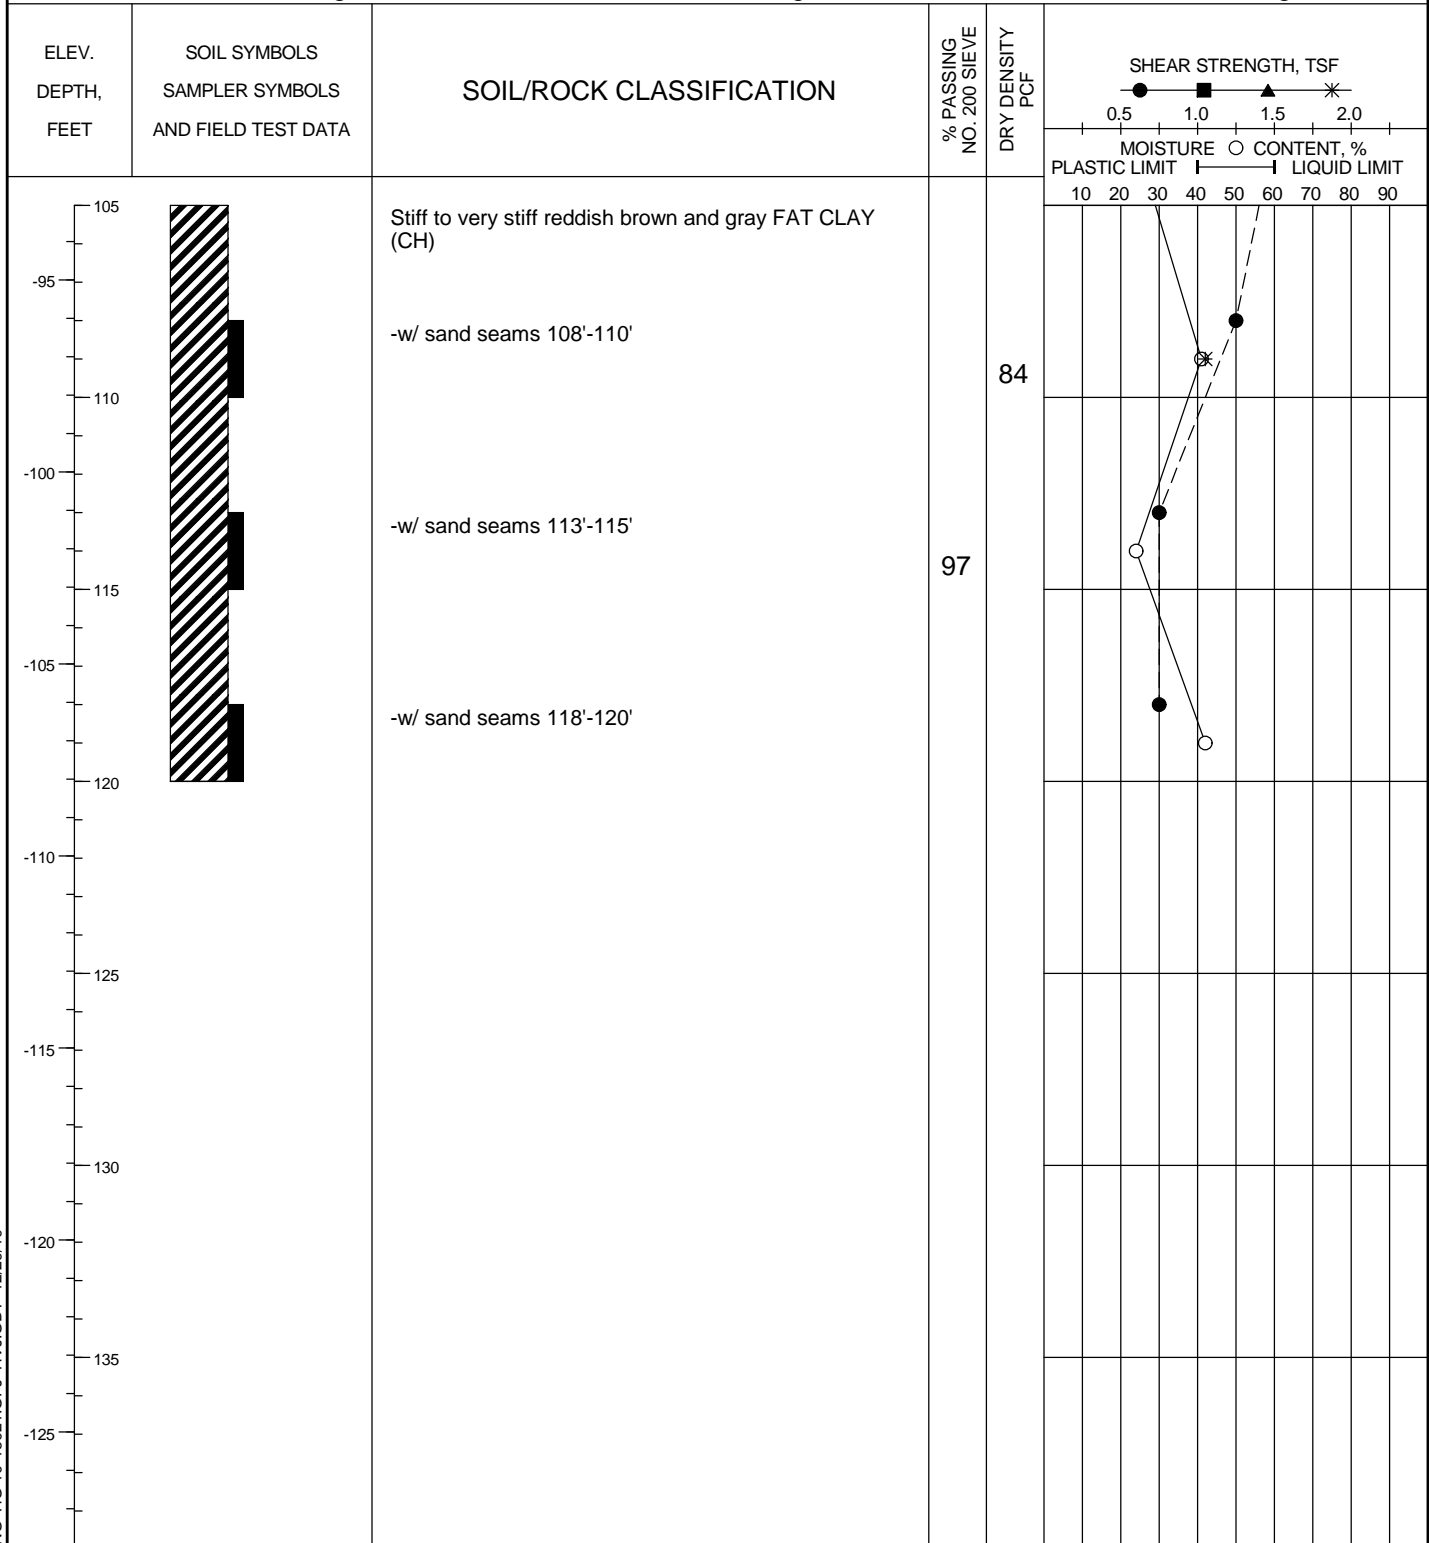 ELEV.
DEPTH,
FEET
SOIL SYMBOLS
SAMPLER SYMBOLS
AND FIELD TEST DATA
SOIL/ROCK CLASSIFICATION
% PASSING
NO. 200 SIEVE
DRY DENSITY
PCF
SHEAR STRENGTH, TSF
0.5 1.0 1.5 2.0
MOISTURE CONTENT, %
PLASTIC LIMIT LIQUID LIMIT
10 20 30 40 50 60 70 80 90
105
Stiff to very stiff reddish brown and gray FAT CLAY
(CH)
-95
-w/ sand seams 108'-110'
84
110
-100
-w/ sand seams 113'-115'
97
115
-105
-w/ sand seams 118'-120'
120
-110
125
-115
130
-120
135
-125